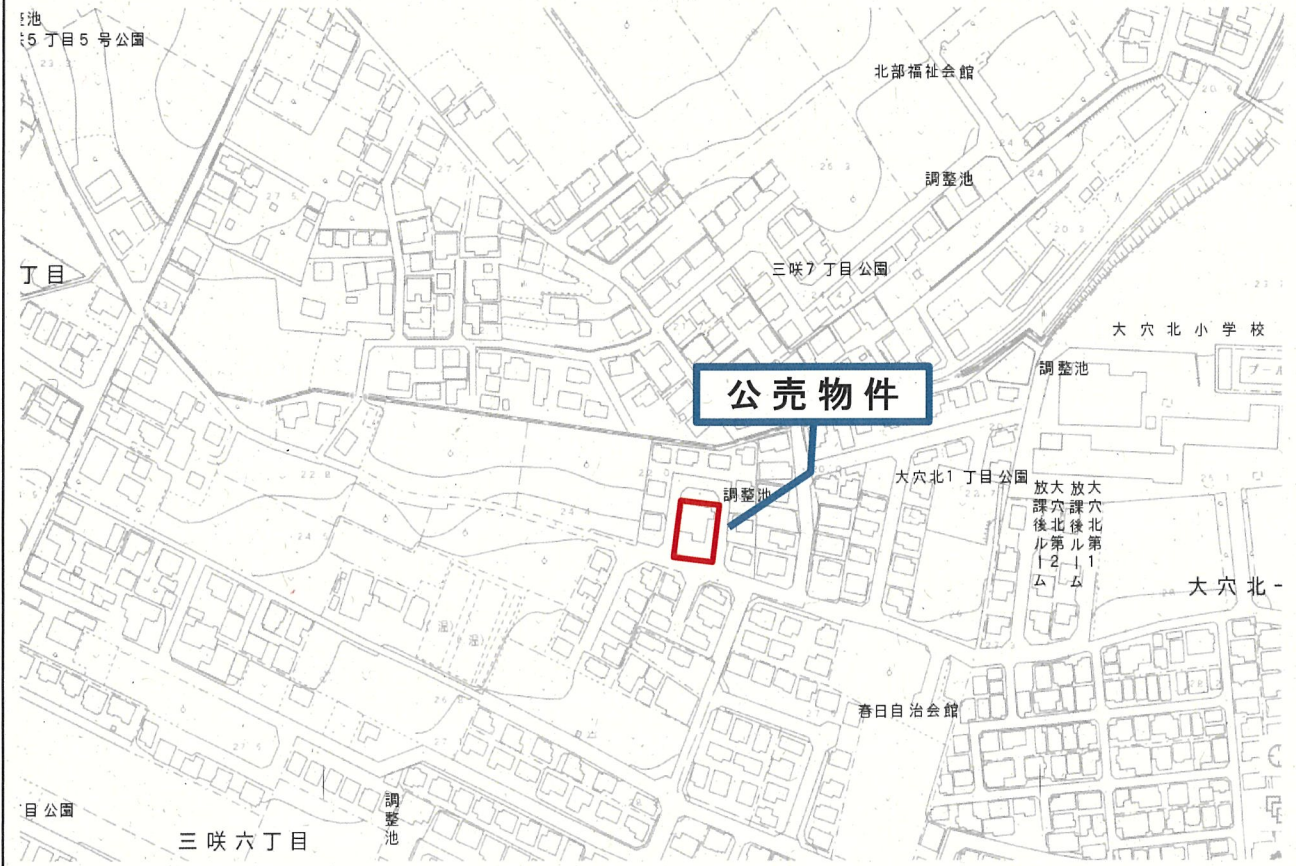 整池
5丁目5号公園
北部福祉会館
調整池
三咲7丁目公園
丁目
大穴北小学校
調整池
プール
公売物件
大穴北1丁目公園
調整池
大穴北第1
放課後ルーム
大穴北第2
放課後ルーム
大穴北一
春日自治会館
目公園
調整池
三咲六丁目